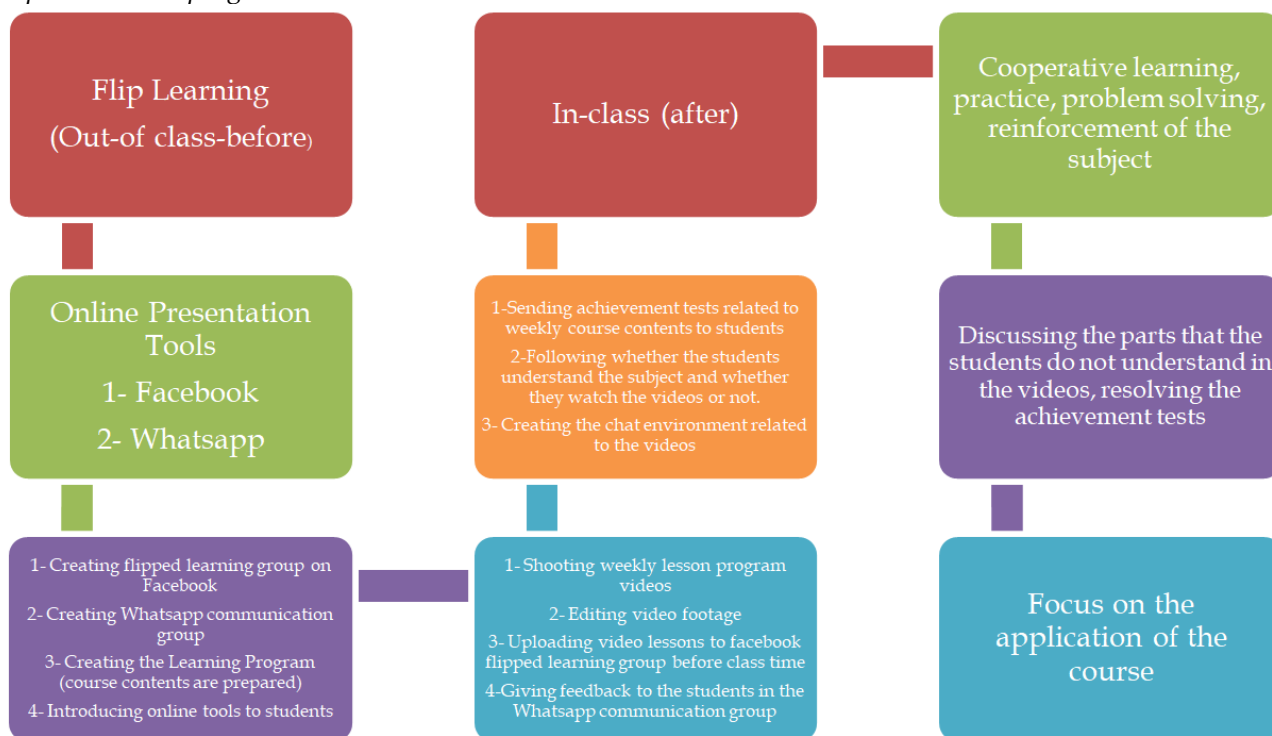 Flip Learning
(Out-of class-before)
Online Presentation
Tools
1- Facebook
2- Whatsapp
1- Creating flipped learning group on
Facebook
2- Creating Whatsapp communication
group
3- Creating the Learning Program
(course contents are prepared)
4- Introducing online tools to students
1- Shooting weekly lesson program
videos
2- Editing video footage
3- Uploading video lessons to facebook
flipped learning group before class time
4-Giving feedback to the students in the
Whatsapp communication group
1-Sending achievement tests related to
weekly course contents to students
2-Following whether the students
understand the subject and whether
they watch the videos or not.
3- Creating the chat environment related
to the videos
In-class (after)
Cooperative learning,
practice, problem solving,
reinforcement of the
subject
Discussing the parts that the
students do not understand in
the videos, resolving the
achievement tests
Focus on the
application of the
course